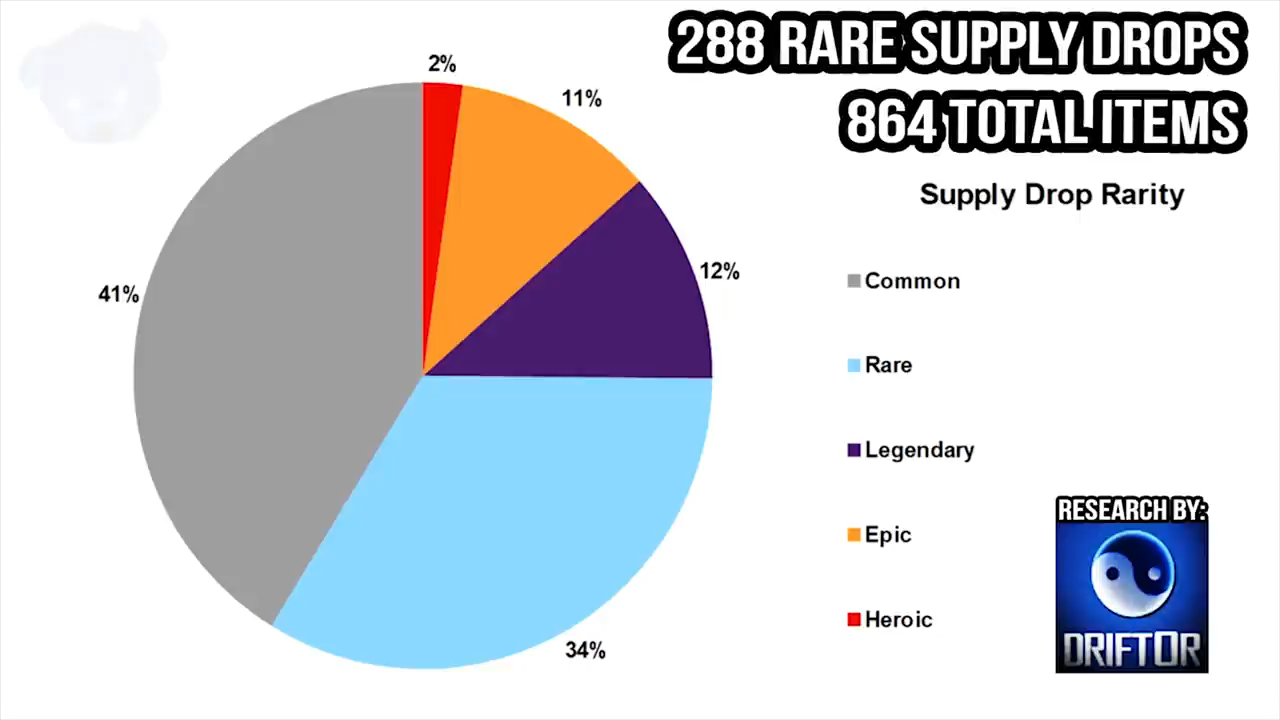 288 RARE SUPPLY DROPS
864 TOTAL ITEMS
Supply Drop Rarity
2%
11%
12%
41%
34%
Common
Rare
Legendary
Epic
Heroic
RESEARCH BY:
DRIFT0R